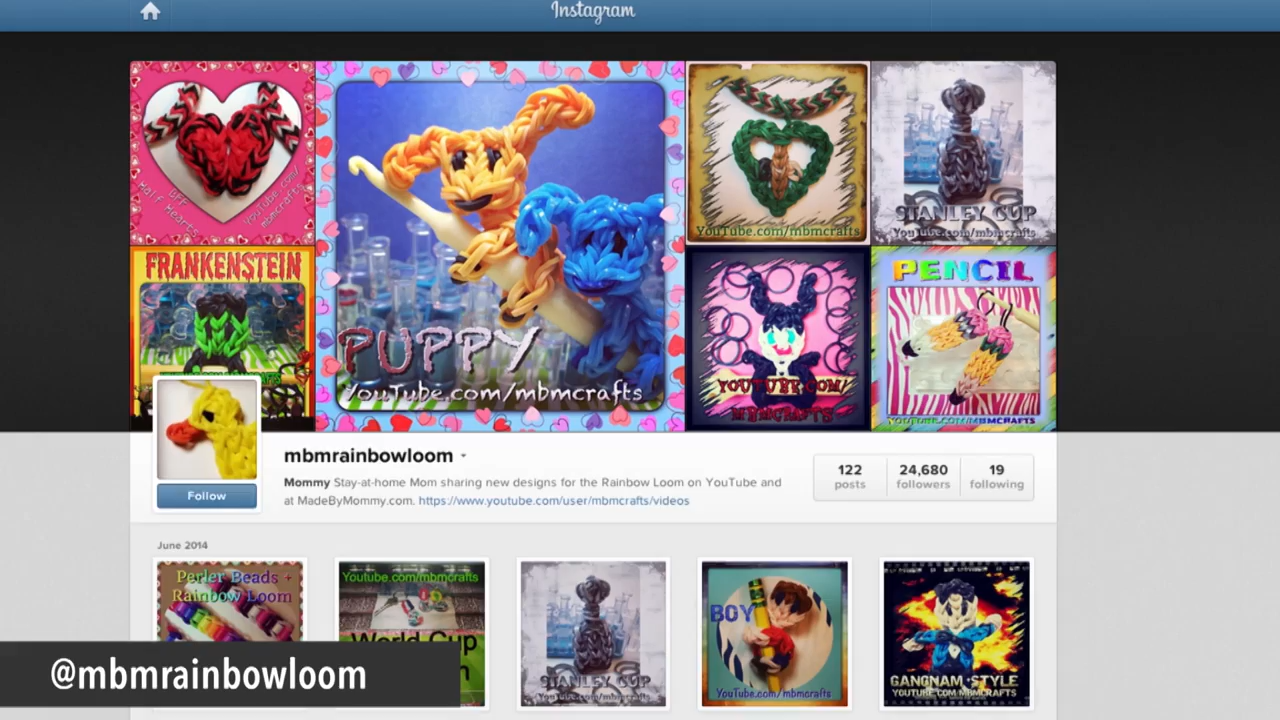 Instagram
BFF
Half Hearts
YouTube.com/
mbmcrafts
PUPPY
YouTube.com/mbmcrafts
YouTube.com/mbmcrafts
STANLEY CUP
YouTube.com/mbmcrafts
FRANKENSTEIN
YOUTUBE.COM/
MBMCRAFTS
PENCIL
YOUTUBE.COM/MBMCRAFTS
mbmrainbowloom
Mommy Stay-at-home Mom sharing new designs for the Rainbow Loom on YouTube and
at MadeByMommy.com. https://www.youtube.com/user/mbmcrafts/videos
Follow
122
posts
24,680
followers
19
following
June 2014
Perler Beads +
Rainbow Loom
Youtube.com/mbmcrafts
World Cup
STANLEY CUP
YouTube.com/mbmcrafts
BOY
YouTube.com/mbmcrafts
GANGNAM STYLE
YOUTUBE.COM MBMCRAFTS
@mbmrainbowloom